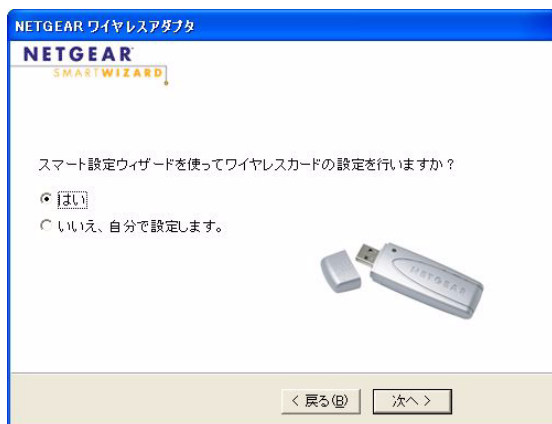 NETGEAR ワイヤレスアダプタ
NETGEAR
SMARTWIZARD
スマート設定ウィザードを使ってワイヤレスカードの設定を行いますか？
はい
いいえ、自分で設定します。
NETGEAR
< 戻る(B)
次へ >